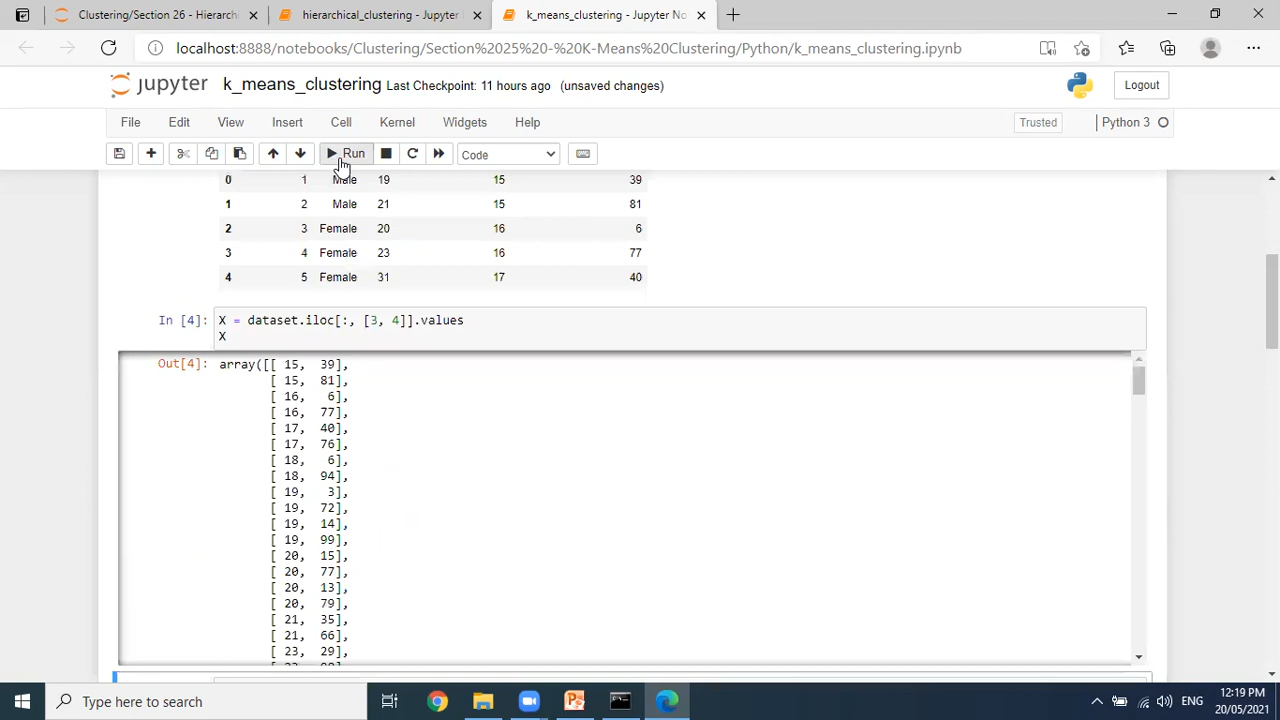 Clustering/Section 26 - Hierarch
hierarchical_clustering - Jupyter
k_means_clustering - Jupyter No
localhost:8888/notebooks/Clustering/Section%2025%20-%20K-Means%20Clustering/Python/k_means_clustering.ipynb
jupyter k_means_clustering Last Checkpoint: 11 hours ago (unsaved changes)
Logout
File Edit View Insert Cell Kernel Widgets Help
Trusted Python 3
Run Code
0 1 Male 19 15 39
1 2 Male 21 15 81
2 3 Female 20 16 6
3 4 Female 23 16 77
4 5 Female 31 17 40
In [4]: X = dataset.iloc[:, [3, 4]].values
X
Out[4]: array([[ 15, 39],
[ 15, 81],
[ 16, 6],
[ 16, 77],
[ 17, 40],
[ 17, 76],
[ 18, 6],
[ 18, 94],
[ 19, 3],
[ 19, 72],
[ 19, 14],
[ 19, 99],
[ 20, 15],
[ 20, 77],
[ 20, 13],
[ 20, 79],
[ 21, 35],
[ 21, 66],
[ 23, 29],
Type here to search
ENG
12:19 PM
20/05/2021